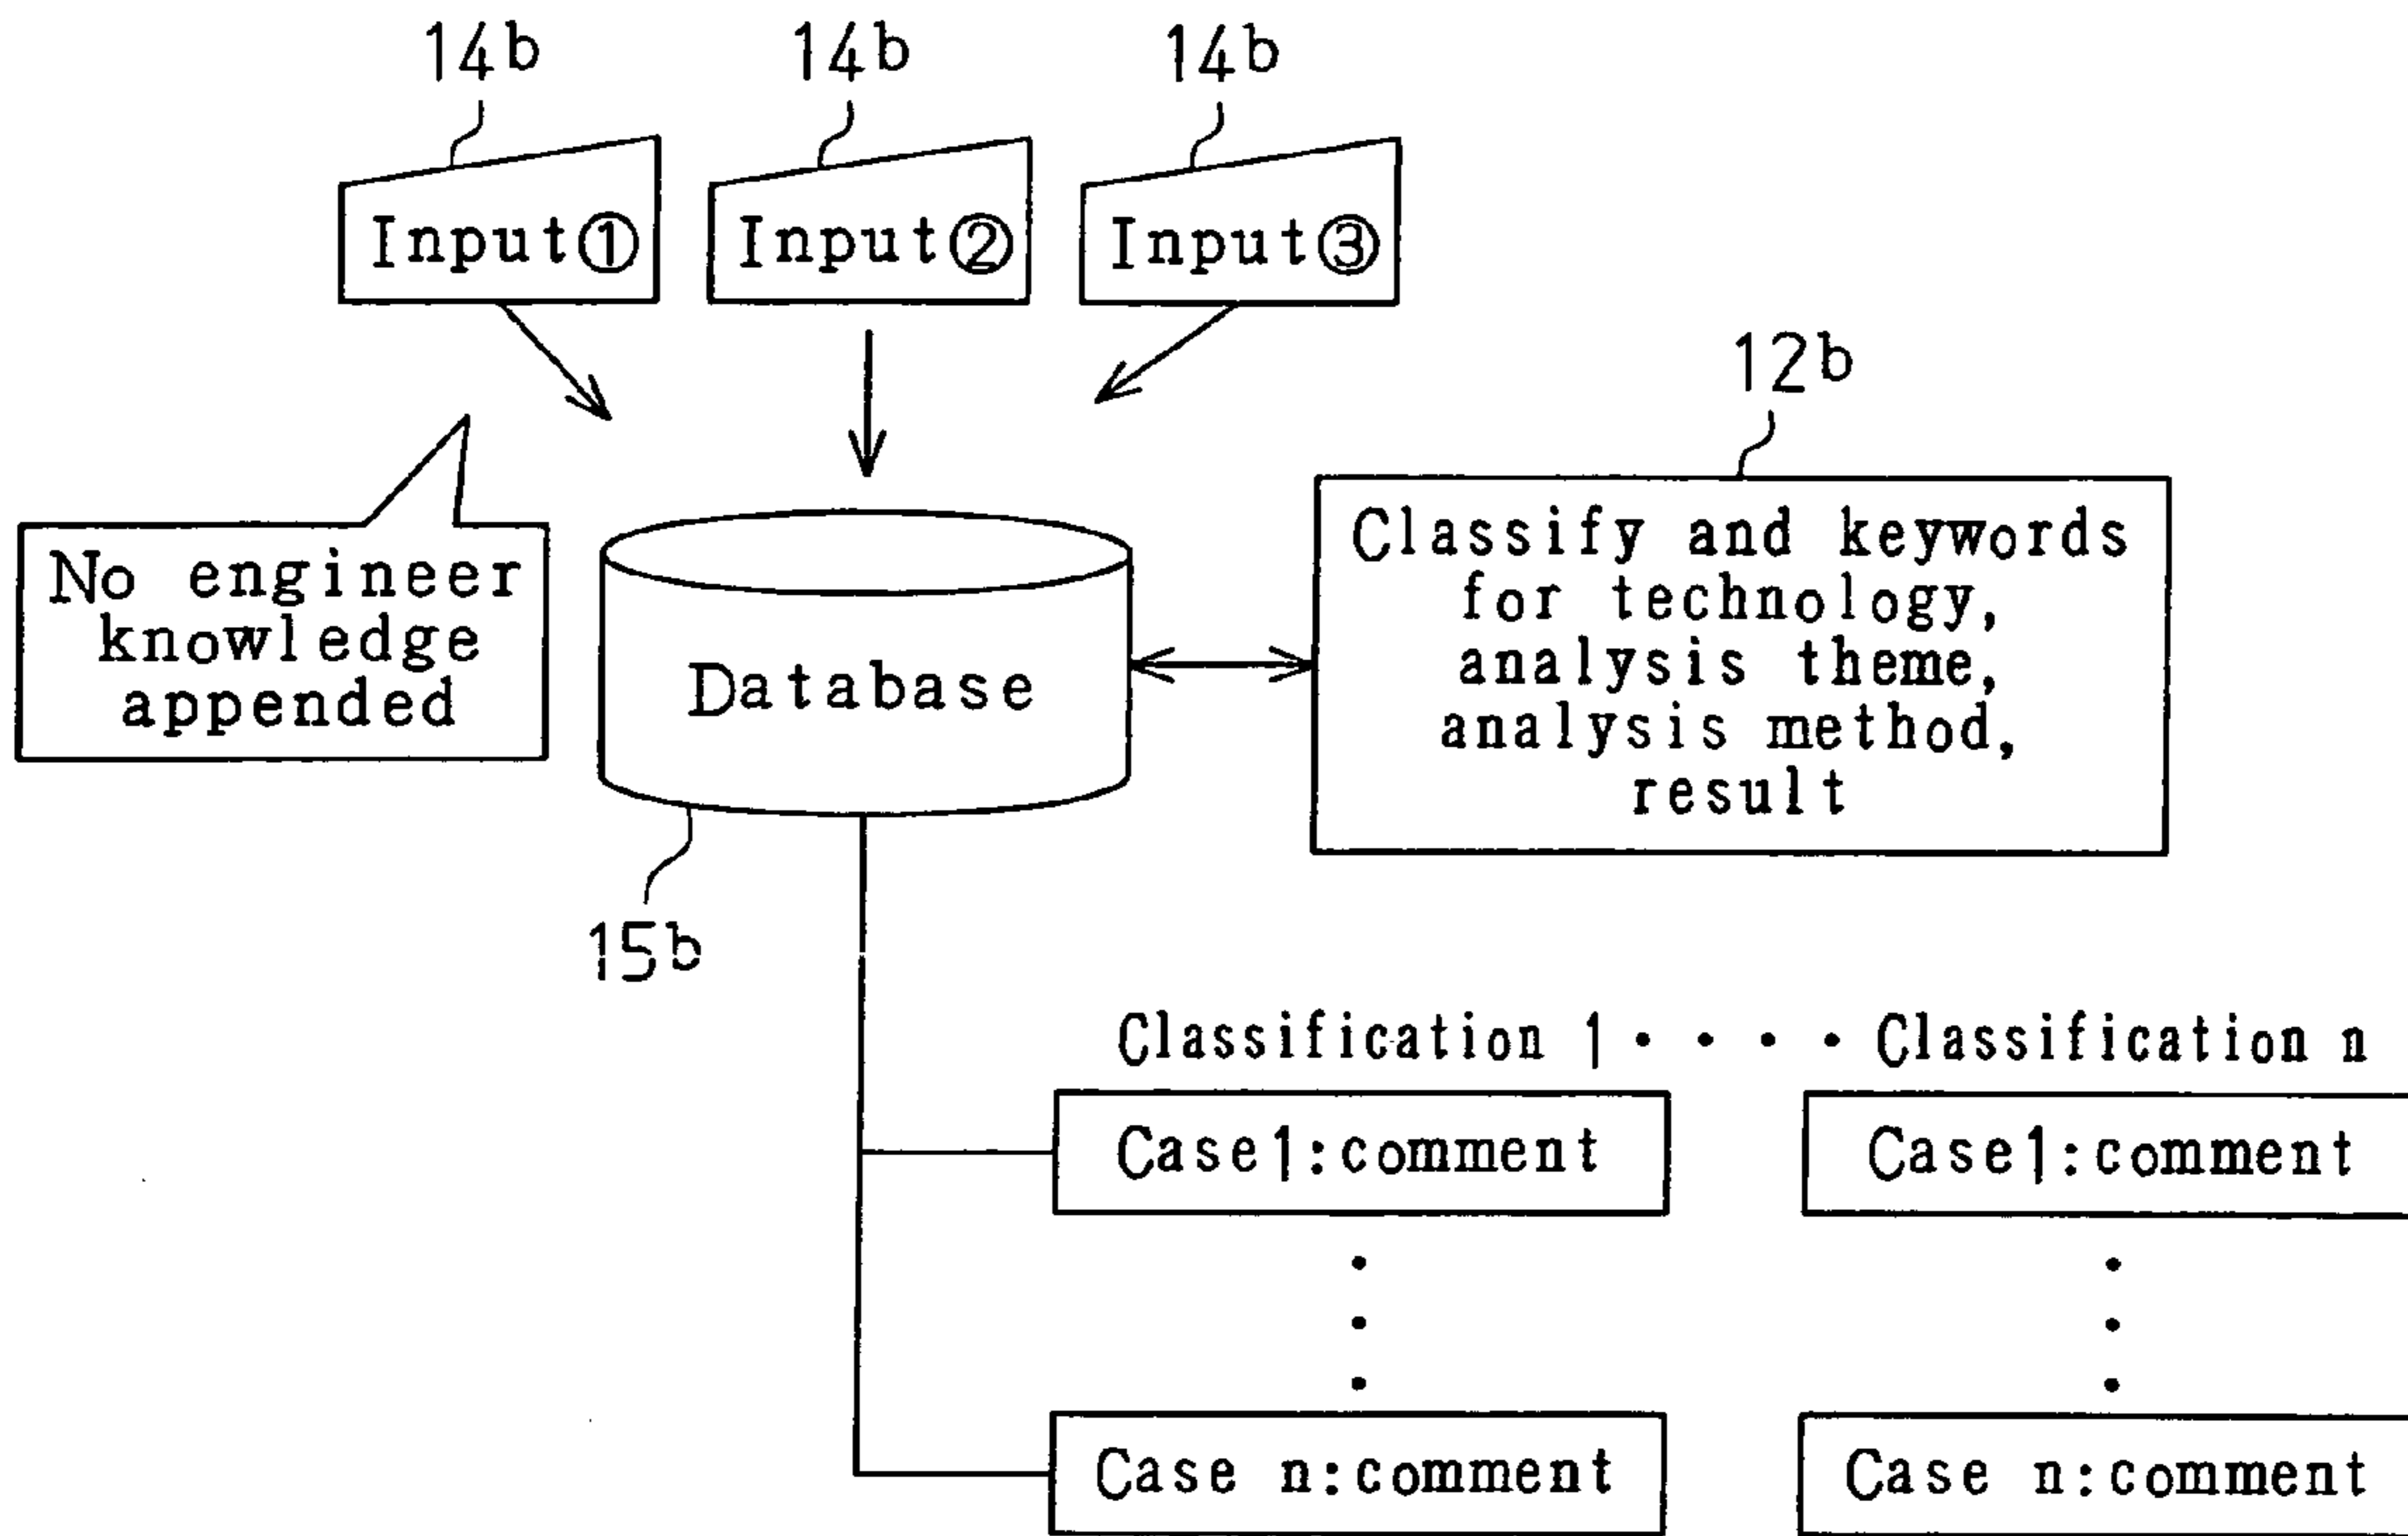 14b 14b 14b
Input① Input② Input③
12b
No engineer
knowledge
appended
Database
Classify and keywords
for technology,
analysis theme,
analysis method,
result
15b
Classification 1 • • • • Classification n
Case1:comment Case1:comment
Case n:comment Case n:comment